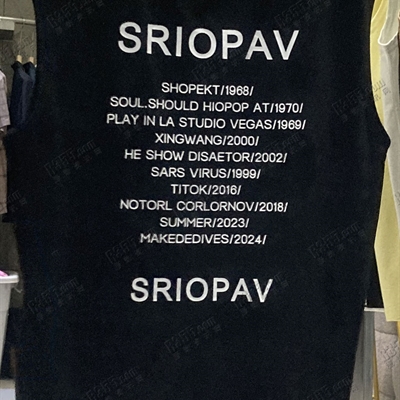 SRIOPAV
SHOPEKT/1968/
SOUL.SHOULD HIOPOP AT/1970/
PLAY IN LA STUDIO VEGAS/1969/
XINGWANG/2000/
HE SHOW DISAETOR/2002/
SARS VIRUS/1999/
TITOK/2016/
NOTORL CORLORNOV/2018/
SUMMER/2023/
MAKEDEDIVES/2024/
SRIOPAV